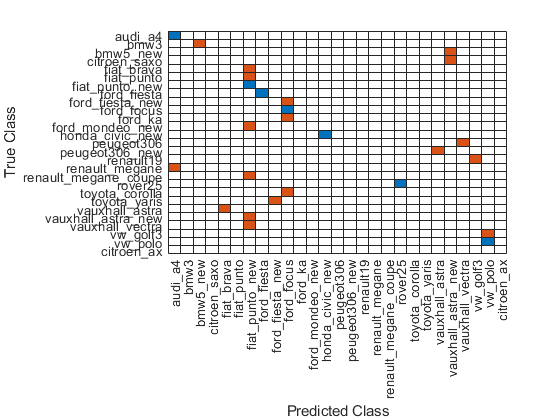 True Class
audi_a4
bmw3
bmw5_new
citroen_saxo
fiat_brava
fiat_punto
fiat_punto_new
ford_fiesta
ford_fiesta_new
ford_focus
ford_ka
ford_mondeo_new
honda_civic_new
peugeot306
peugeot306_new
renault19
renault_megane
renault_megane_coupe
rover25
toyota_corolla
toyota_yaris
vauxhall_astra
vauxhall_astra_new
vauxhall_vectra
vw_golf3
vw_polo
citroen_ax
audi_a4
bmw3
bmw5_new
citroen_saxo
fiat_brava
fiat_punto
fiat_punto_new
ford_fiesta
ford_fiesta_new
ford_focus
ford_ka
ford_mondeo_new
honda_civic_new
peugeot306
peugeot306_new
renault19
renault_megane
renault_megane_coupe
rover25
toyota_corolla
toyota_yaris
vauxhall_astra
vauxhall_astra_new
vauxhall_vectra
vw_golf3
vw_polo
citroen_ax
Predicted Class